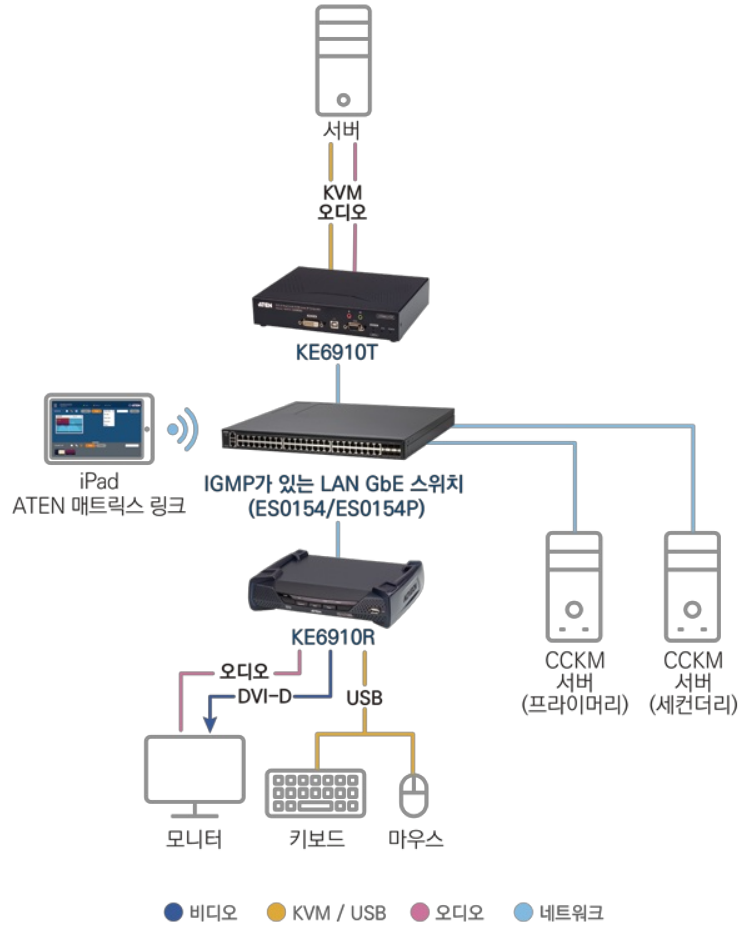 서버
KVM
오디오
ATEN
KE6910T
iPad
ATEN 매트릭스 링크
IGMP가 있는 LAN GbE 스위치
(ES0154/ES0154P)
KE6910R
오디오
DVI-D
USB
CCKM
서버
(프라이머리)
CCKM
서버
(세컨더리)
모니터
키보드
마우스
비디오
KVM / USB
오디오
네트워크